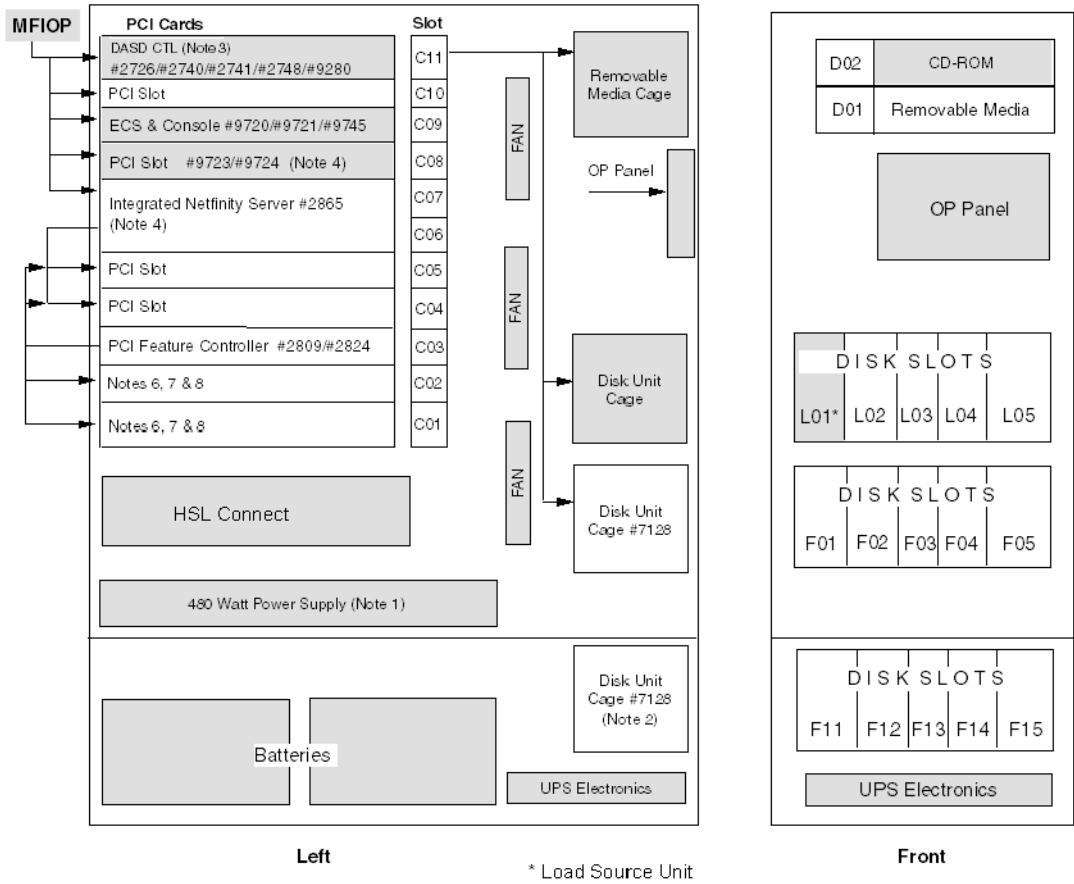 MFIOP
PCI Cards
Slot
DASD CTL (Note 3)
#2726/#2740/#2741/#2748/#9280
C11
PCI Slot
C10
ECS & Console #9720/#9721/#9745
C09
PCI Slot #9723/#9724 (Note 4)
C08
Integrated Netfinity Server #2865
(Note 4)
C07
C06
PCI Slot
C05
PCI Slot
C04
PCI Feature Controller #2809/#2824
C03
Notes 6, 7 & 8
C02
Notes 6, 7 & 8
C01
FAN
FAN
FAN
Removable
Media Cage
OP Panel
Disk Unit
Cage
Disk Unit
Cage #7128
HSL Connect
480 Watt Power Supply (Note 1)
Disk Unit
Cage #7128
(Note 2)
Batteries
UPS Electronics
Left
D02 CD-ROM
D01 Removable Media
OP Panel
DISK SLOTS
L01* L02 L03 L04 L05
DISK SLOTS
F01 F02 F03 F04 F05
DISK SLOTS
F11 F12 F13 F14 F15
UPS Electronics
Front
* Load Source Unit